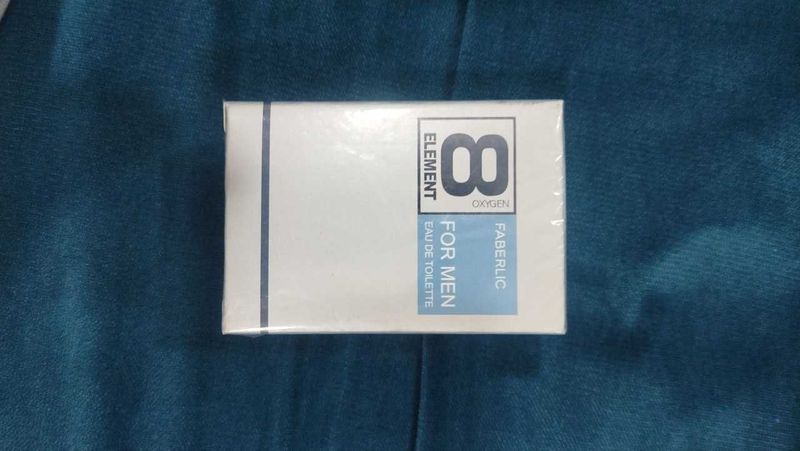 OXYGEN
8
ELEMENT
FABERLIC
FOR MEN
EAU DE TOILETTE